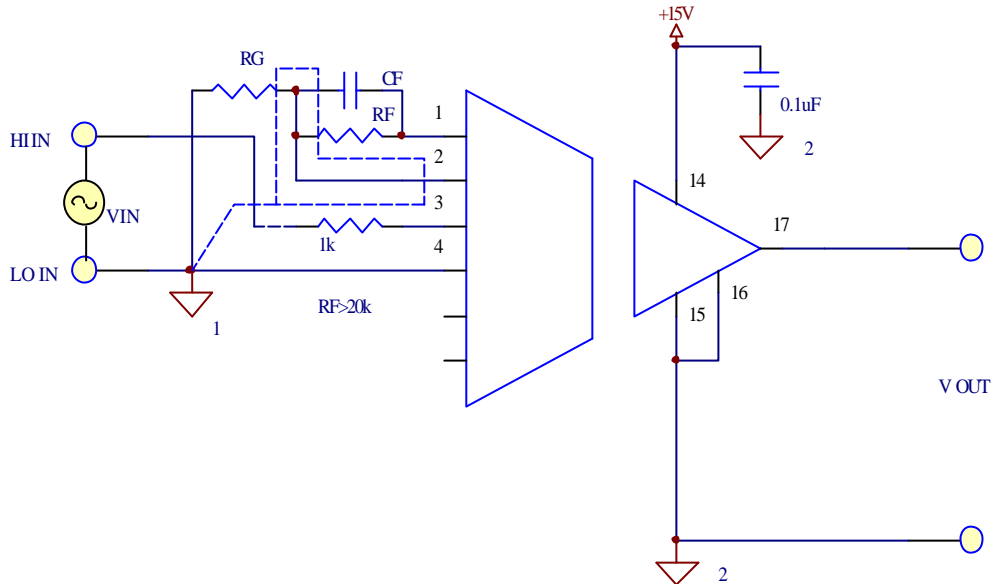 +15V
RG
CF
0.1uF
RF
1
HI IN
2
2
14
3
17
VIN
1k
4
16
LO IN
RF>20k
15
1
V OUT
2